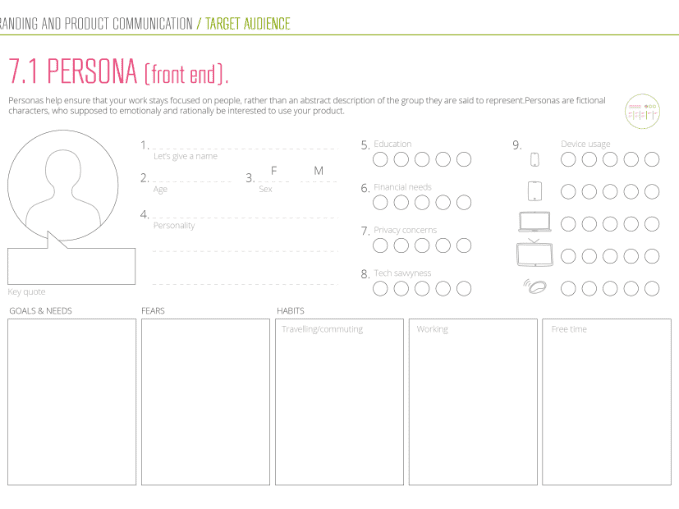 RANDING AND PRODUCT COMMUNICATION / TARGET AUDIENCE
7.1 PERSONA (front end).
Personas help ensure that your work stays focused on people, rather than an abstract description of the group they are said to represent.Personas are fictional
characters, who supposed to emotionaly and rationally be interested to use your product.
1.
Let's give a name
2.
Age
3. F M
Sex
4.
Personality
Key quote
5. Education
6. Financial needs
7. Privacy concerns
8. Tech savvyness
9. Device usage
GOALS & NEEDS
FEARS
HABITS
Travelling/commuting
Working
Free time